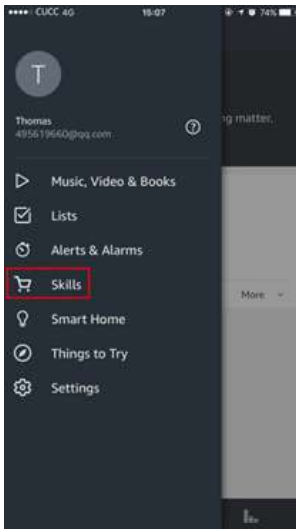 CUCC 4G 15:07 74%
T
Thomas
495619660@qq.com
ng matter.
Music, Video & Books
Lists
Alerts & Alarms
Skills
More
Smart Home
Things to Try
Settings